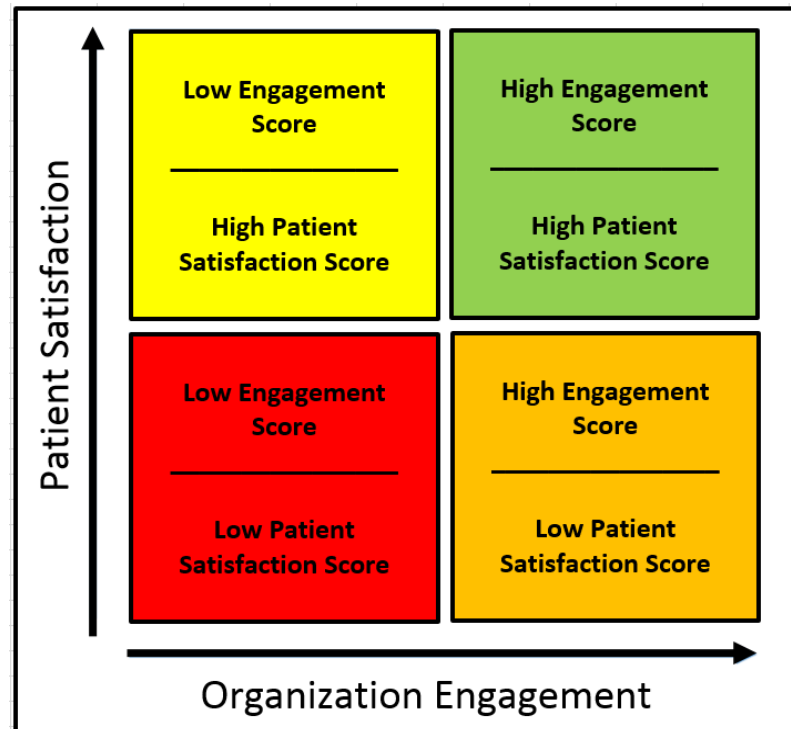 Patient Satisfaction
Low Engagement
Score
High Patient
Satisfaction Score
High Engagement
Score
High Patient
Satisfaction Score
Low Engagement
Score
Low Patient
Satisfaction Score
High Engagement
Score
Low Patient
Satisfaction Score
Organization Engagement